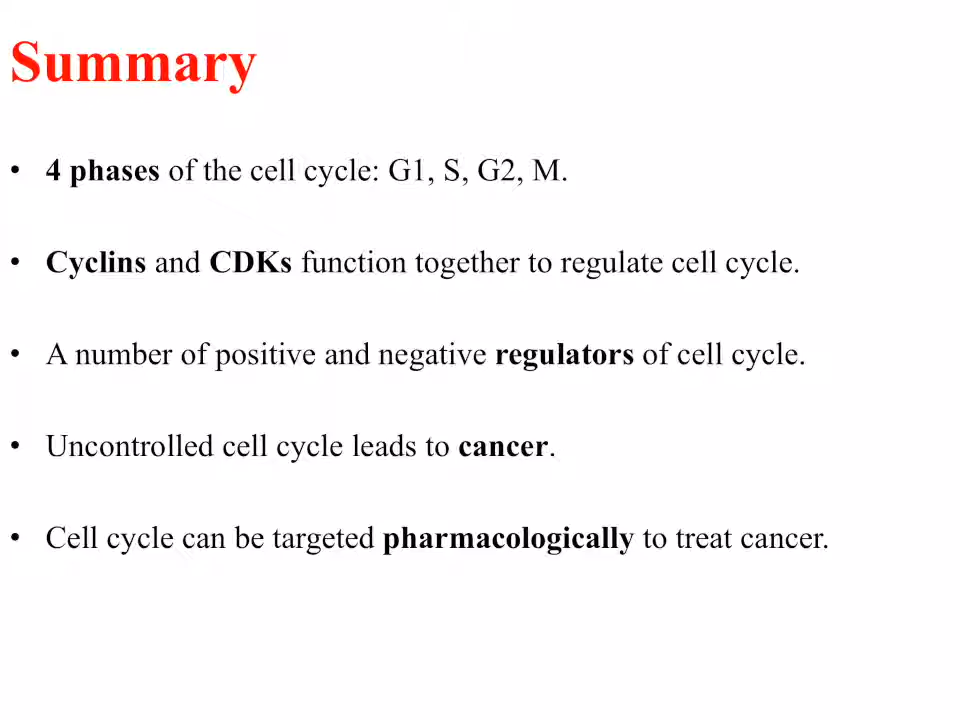 Summary
• 4 phases of the cell cycle: G1, S, G2, M.
• Cyclins and CDKs function together to regulate cell cycle.
• A number of positive and negative regulators of cell cycle.
• Uncontrolled cell cycle leads to cancer.
• Cell cycle can be targeted pharmacologically to treat cancer.